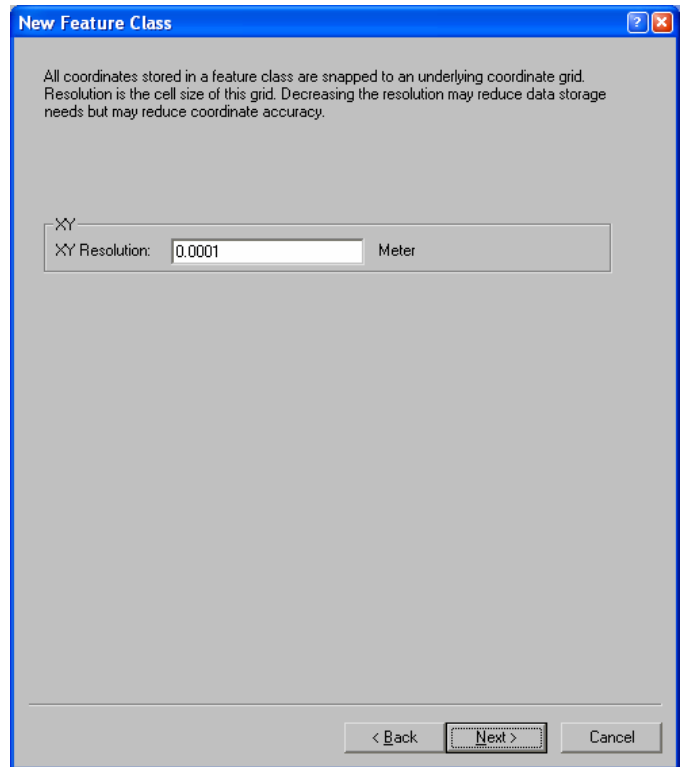 New Feature Class
All coordinates stored in a feature class are snapped to an underlying coordinate grid.
Resolution is the cell size of this grid. Decreasing the resolution may reduce data storage
needs but may reduce coordinate accuracy.
XY
XY Resolution: 0.0001 Meter
< Back Next > Cancel